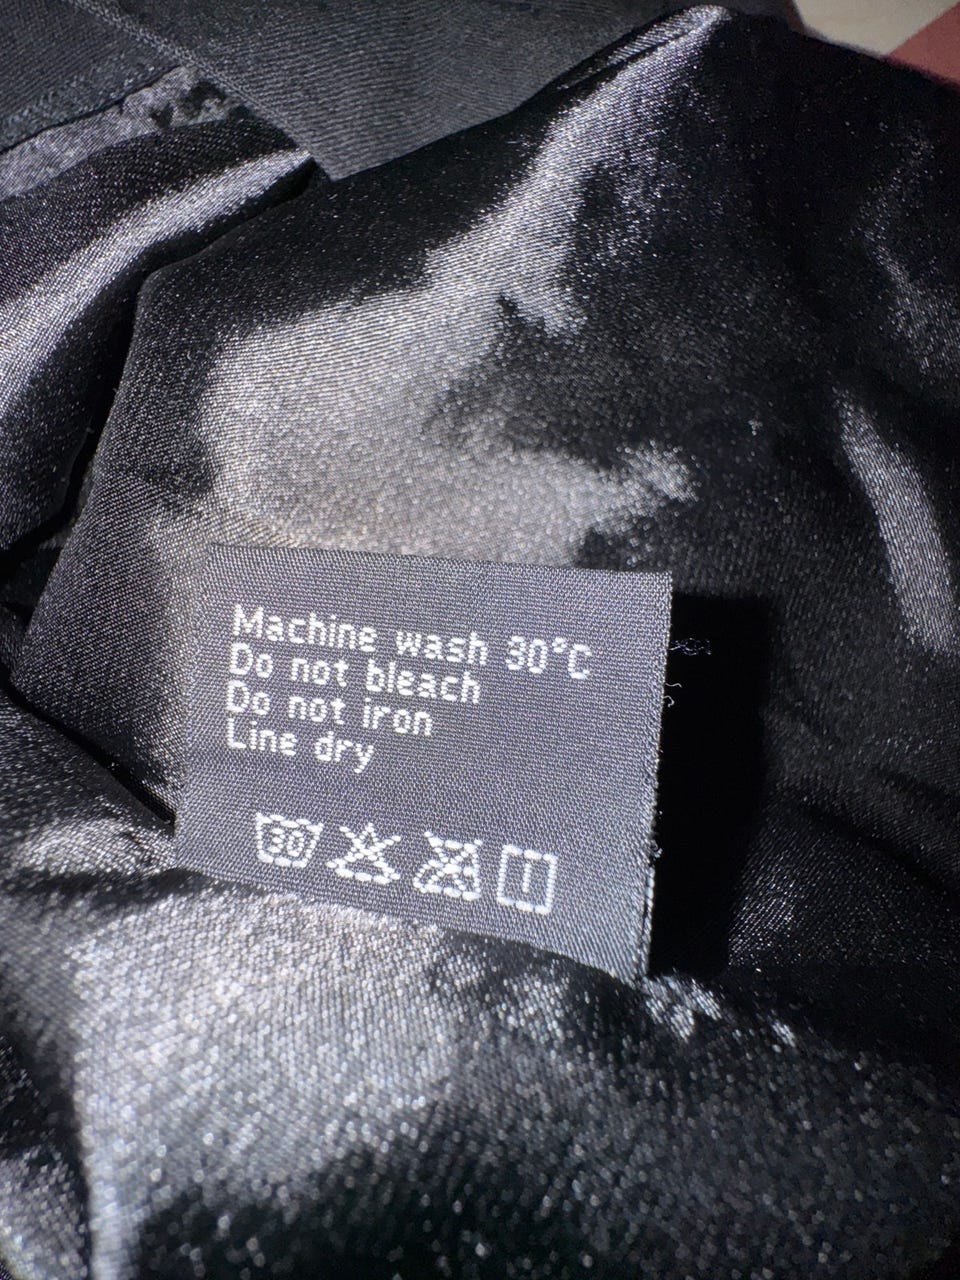 Machine wash 30°C
Do not bleach
Do not iron
Line dry
30